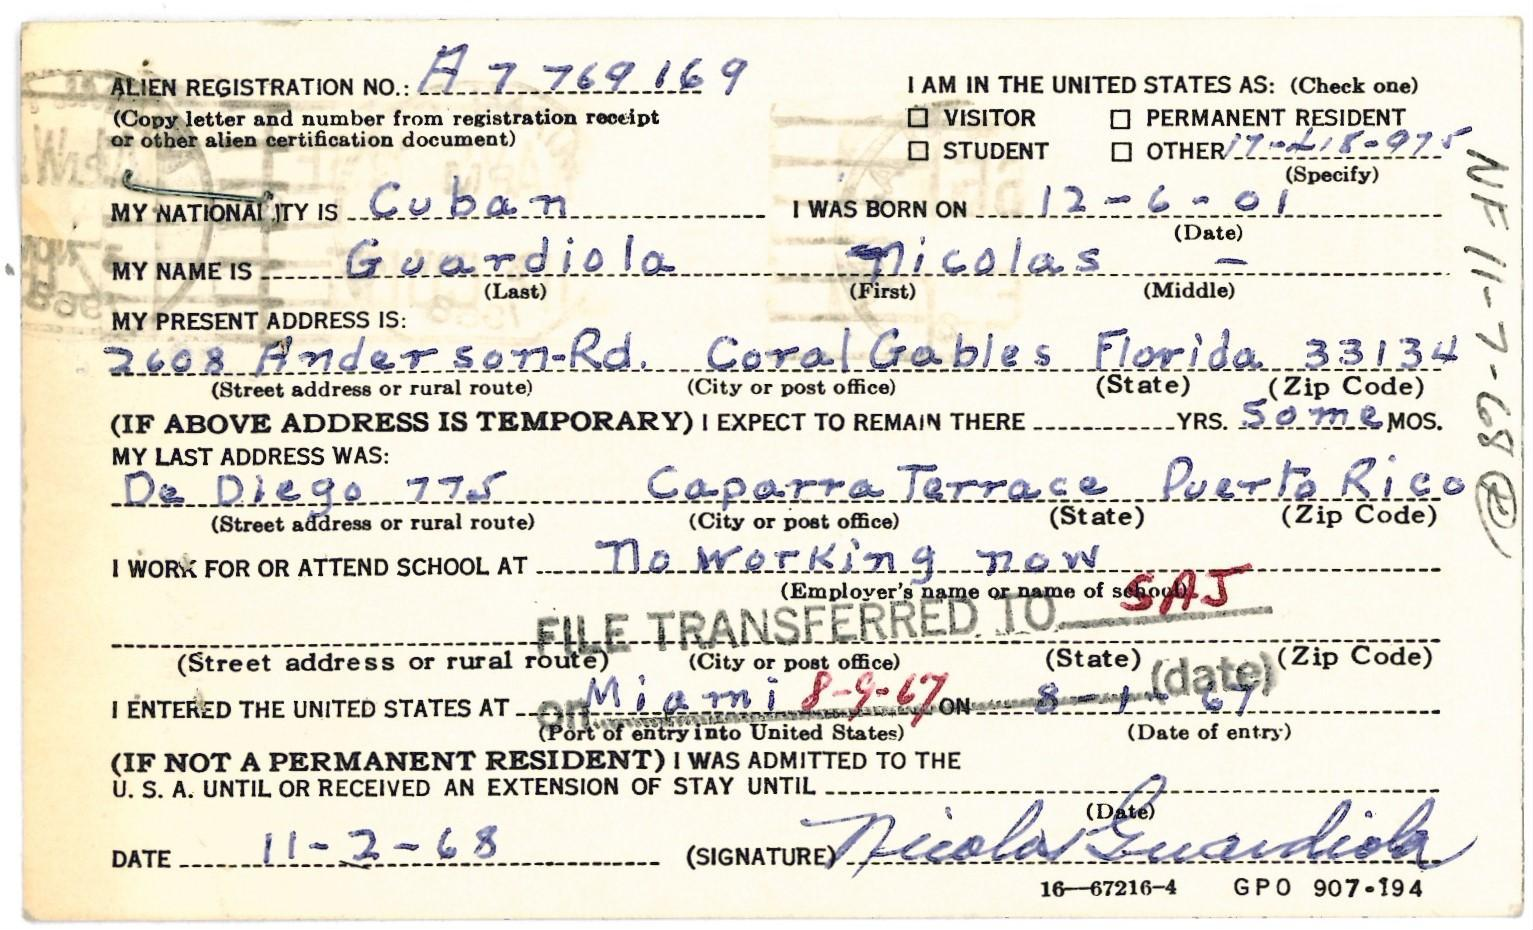 ALIEN REGISTRATION NO.: A 7 769 169
(Copy letter and number from registration receipt
or other alien certification document)
I AM IN THE UNITED STATES AS: (Check one)
☐ VISITOR ☐ PERMANENT RESIDENT
☐ STUDENT ☐ OTHER 17-218-975
(Specify)
MY NATIONALITY IS Cuban I WAS BORN ON 12-6-01
(Date)
MY NAME IS Guardiola Nicolas –
(Last) (First) (Middle)
MY PRESENT ADDRESS IS:
2608 Anderson-Rd. Coral Gables Florida 33134
(Street address or rural route) (City or post office) (State) (Zip Code)
(IF ABOVE ADDRESS IS TEMPORARY) I EXPECT TO REMAIN THERE YRS. Some MOS.
MY LAST ADDRESS WAS:
De Diego 775 Caparra Terrace Puerto Rico
(Street address or rural route) (City or post office) (State) (Zip Code)
I WORK FOR OR ATTEND SCHOOL AT No working now
(Employer's name or name of school)
FILE TRANSFERRED TO SAJ
(Street address or rural route) (City or post office) (State) (Zip Code)
on 8-9-67 (date)
I ENTERED THE UNITED STATES AT Miami ON 8-1-67
(Port of entry into United States) (Date of entry)
(IF NOT A PERMANENT RESIDENT) I WAS ADMITTED TO THE
U. S. A. UNTIL OR RECEIVED AN EXTENSION OF STAY UNTIL
(Date)
DATE 11-2-68 (SIGNATURE) Nicolas Guardiola
16—67216-4 GPO 907-194
NF 11-7-68